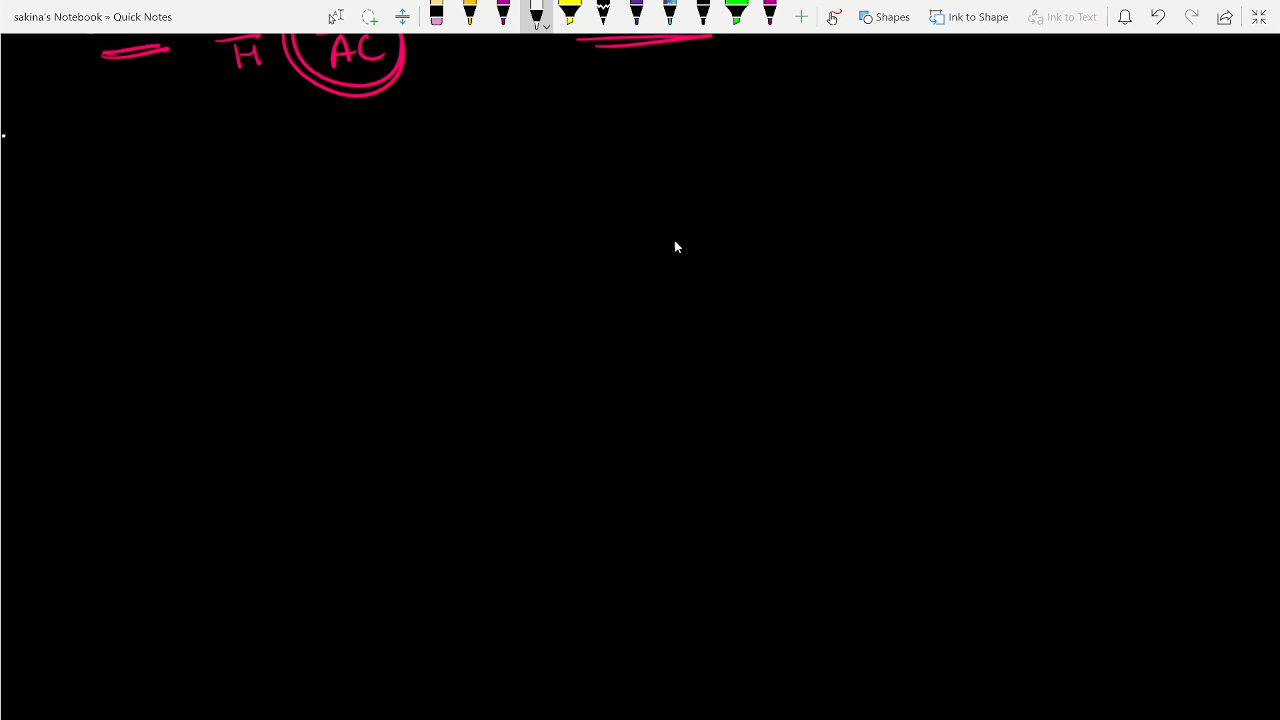 sakina's Notebook » Quick Notes
Shapes
Ink to Shape
Ink to Text
H
AC